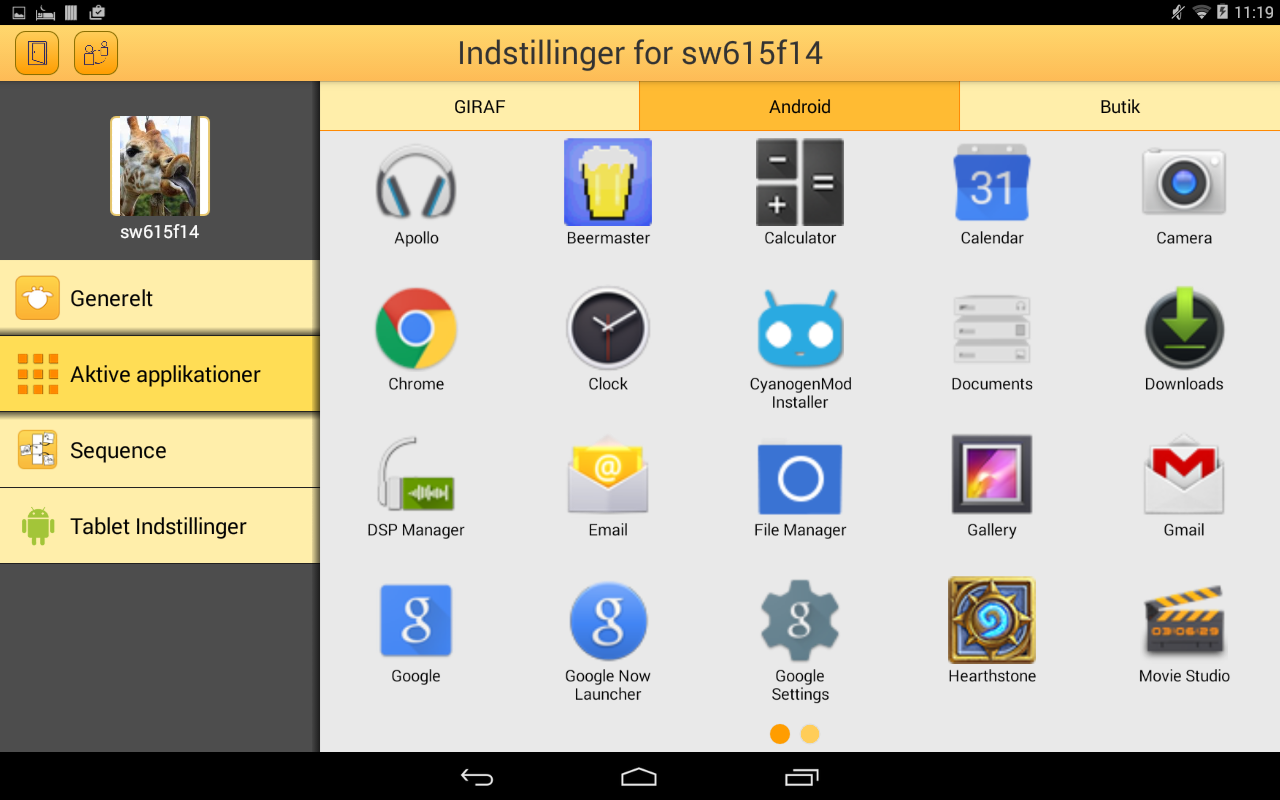 11:19
Indstillinger for sw615f14
sw615f14
Generelt
Aktive applikationer
Sequence
Tablet Indstillinger
GIRAF
Android
Butik
31
Apollo
Beermaster
Calculator
Calendar
Camera
Chrome
Clock
CyanogenMod
Installer
Documents
Downloads
@
DSP Manager
Email
File Manager
Gallery
Gmail
g
g
g
03:06:29
Google
Google Now
Launcher
Google
Settings
Hearthstone
Movie Studio